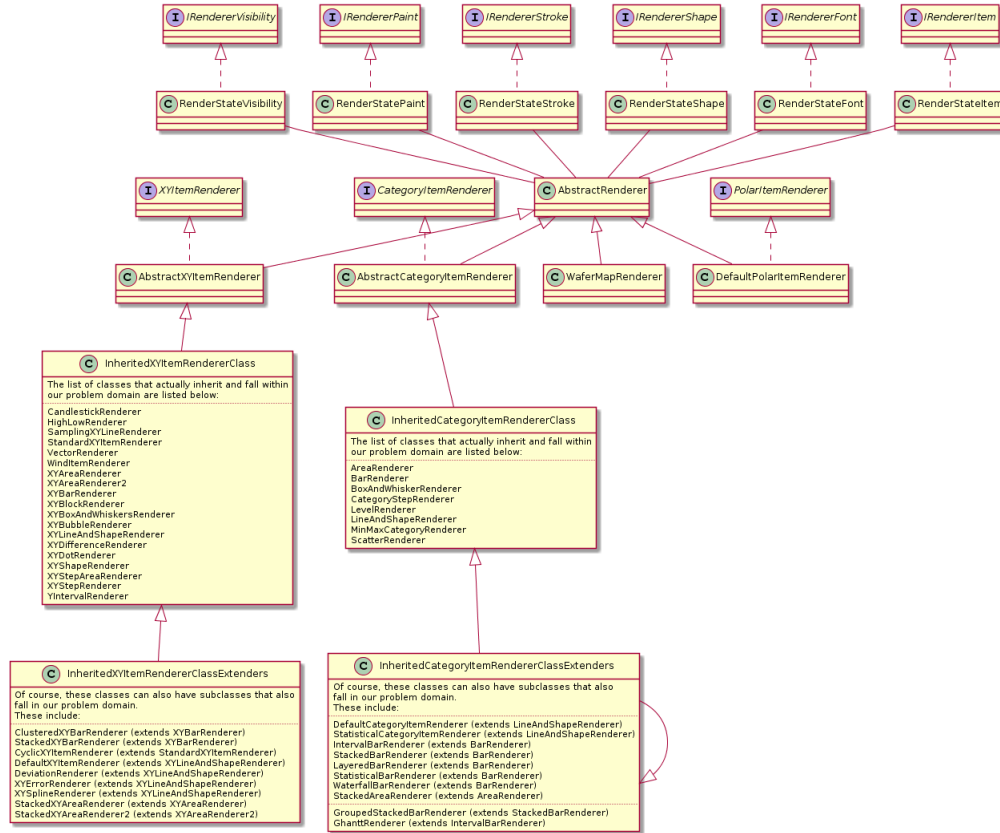 I IRendererVisibility
I IRendererPaint
I IRendererStroke
I IRendererShape
I IRendererFont
I IRendererItem
C RenderStateVisibility
C RenderStatePaint
C RenderStateStroke
C RenderStateShape
C RenderStateFont
C RenderStateItem
I XYItemRenderer
I CategoryItemRenderer
C AbstractRenderer
I PolarItemRenderer
C AbstractXYItemRenderer
C AbstractCategoryItemRenderer
C WaferMapRenderer
C DefaultPolarItemRenderer
C InheritedXYItemRendererClass
The list of classes that actually inherit and fall within
our problem domain are listed below:
CandlestickRenderer
HighLowRenderer
SamplingXYLineRenderer
StandardXYItemRenderer
VectorRenderer
WindItemRenderer
XYAreaRenderer
XYAreaRenderer2
XYBarRenderer
XYBlockRenderer
XYBoxAndWhiskersRenderer
XYBubbleRenderer
XYLineAndShapeRenderer
XYDifferenceRenderer
XYDotRenderer
XYShapeRenderer
XYStepAreaRenderer
XYStepRenderer
YIntervalRenderer
C InheritedCategoryItemRendererClass
The list of classes that actually inherit and fall within
our problem domain are listed below:
AreaRenderer
BarRenderer
BoxAndWhiskerRenderer
CategoryStepRenderer
LevelRenderer
LineAndShapeRenderer
MinMaxCategoryRenderer
ScatterRenderer
C InheritedXYItemRendererClassExtenders
Of course, these classes can also have subclasses that also
fall in our problem domain.
These include:
ClusteredXYBarRenderer (extends XYBarRenderer)
StackedXYBarRenderer (extends XYBarRenderer)
CyclicXYItemRenderer (extends StandardXYItemRenderer)
DefaultXYItemRenderer (extends XYLineAndShapeRenderer)
DeviationRenderer (extends XYLineAndShapeRenderer)
XYErrorRenderer (extends XYLineAndShapeRenderer)
XYSplineRenderer (extends XYLineAndShapeRenderer)
StackedXYAreaRenderer (extends XYAreaRenderer)
StackedXYAreaRenderer2 (extends XYAreaRenderer2)
C InheritedCategoryItemRendererClassExtenders
Of course, these classes can also have subclasses that also
fall in our problem domain.
These include:
DefaultCategoryItemRenderer (extends LineAndShapeRenderer)
StatisticalCategoryItemRenderer (extends LineAndShapeRenderer)
IntervalBarRenderer (extends BarRenderer)
StackedBarRenderer (extends BarRenderer)
LayeredBarRenderer (extends BarRenderer)
StatisticalBarRenderer (extends BarRenderer)
WaterfallBarRenderer (extends BarRenderer)
StackedAreaRenderer (extends AreaRenderer)
GroupedStackedBarRenderer (extends StackedBarRenderer)
GhanttRenderer (extends IntervalBarRenderer)